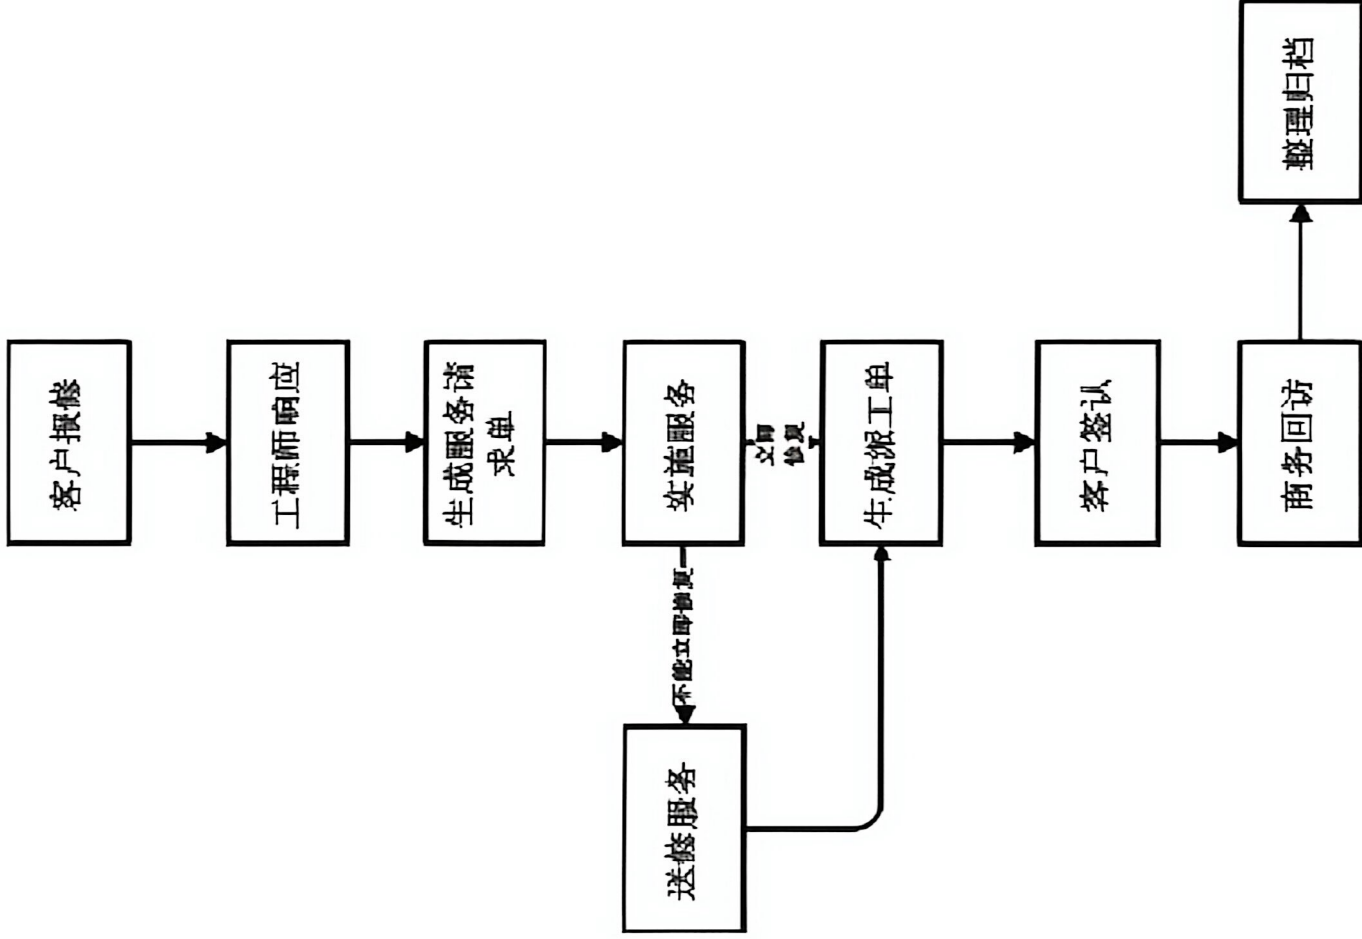 客户报修
工程师响应
生成服务请
求单
实施服务
立即
修复
生成派工单
客户签认
商务回访
整理归档
不能立即修复
送修服务